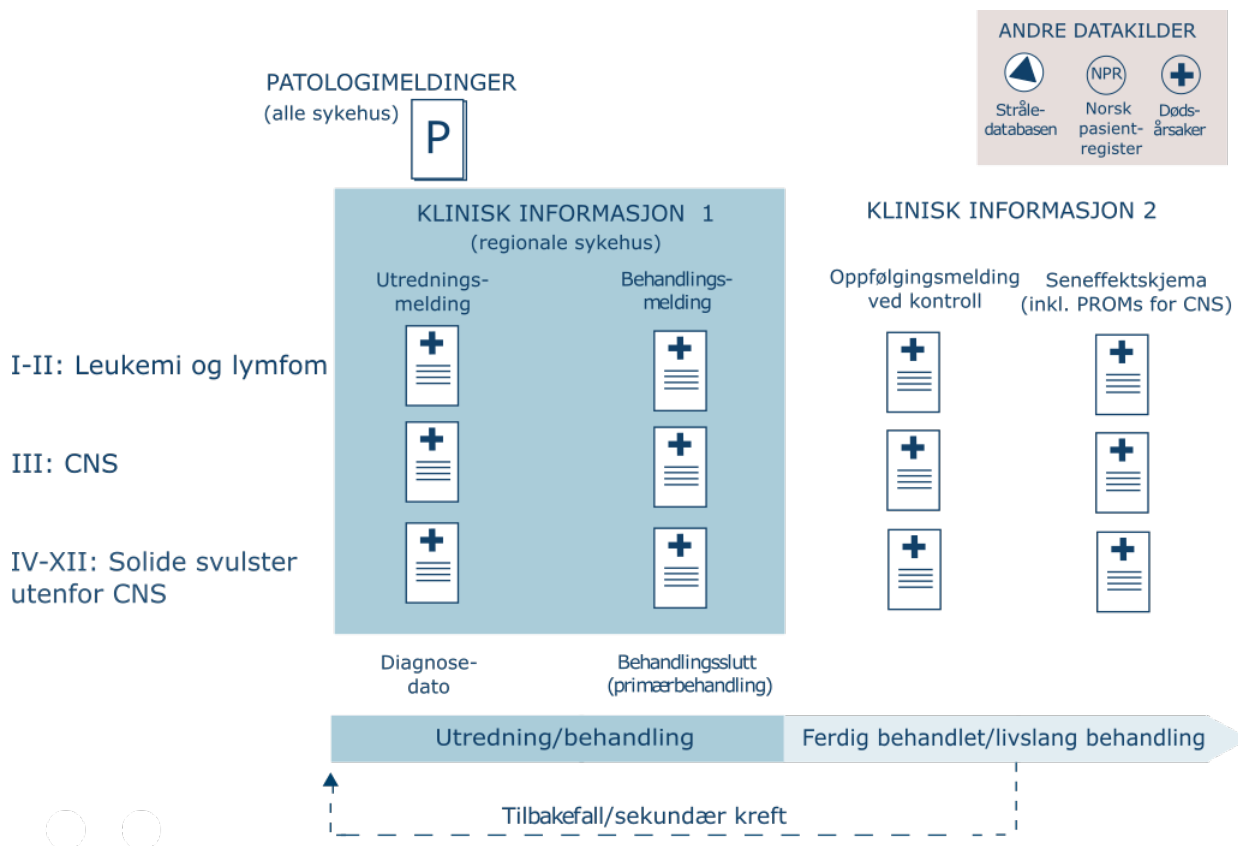 ANDRE DATAKILDER
NPR
Stråle-
databasen
Norsk
pasient-
register
Døds-
årsaker
PATOLOGIMELDINGER
(alle sykehus)
P
KLINISK INFORMASJON 1
(regionale sykehus)
KLINISK INFORMASJON 2
Utrednings-
melding
Behandlings-
melding
Oppfølgingsmelding
ved kontroll
Seneffektskjema
(inkl. PROMs for CNS)
I-II: Leukemi og lymfom
III: CNS
IV-XII: Solide svulster
utenfor CNS
Diagnose-
dato
Behandlingsslutt
(primærbehandling)
Utredning/behandling
Ferdig behandlet/livslang behandling
Tilbakefall/sekundær kreft